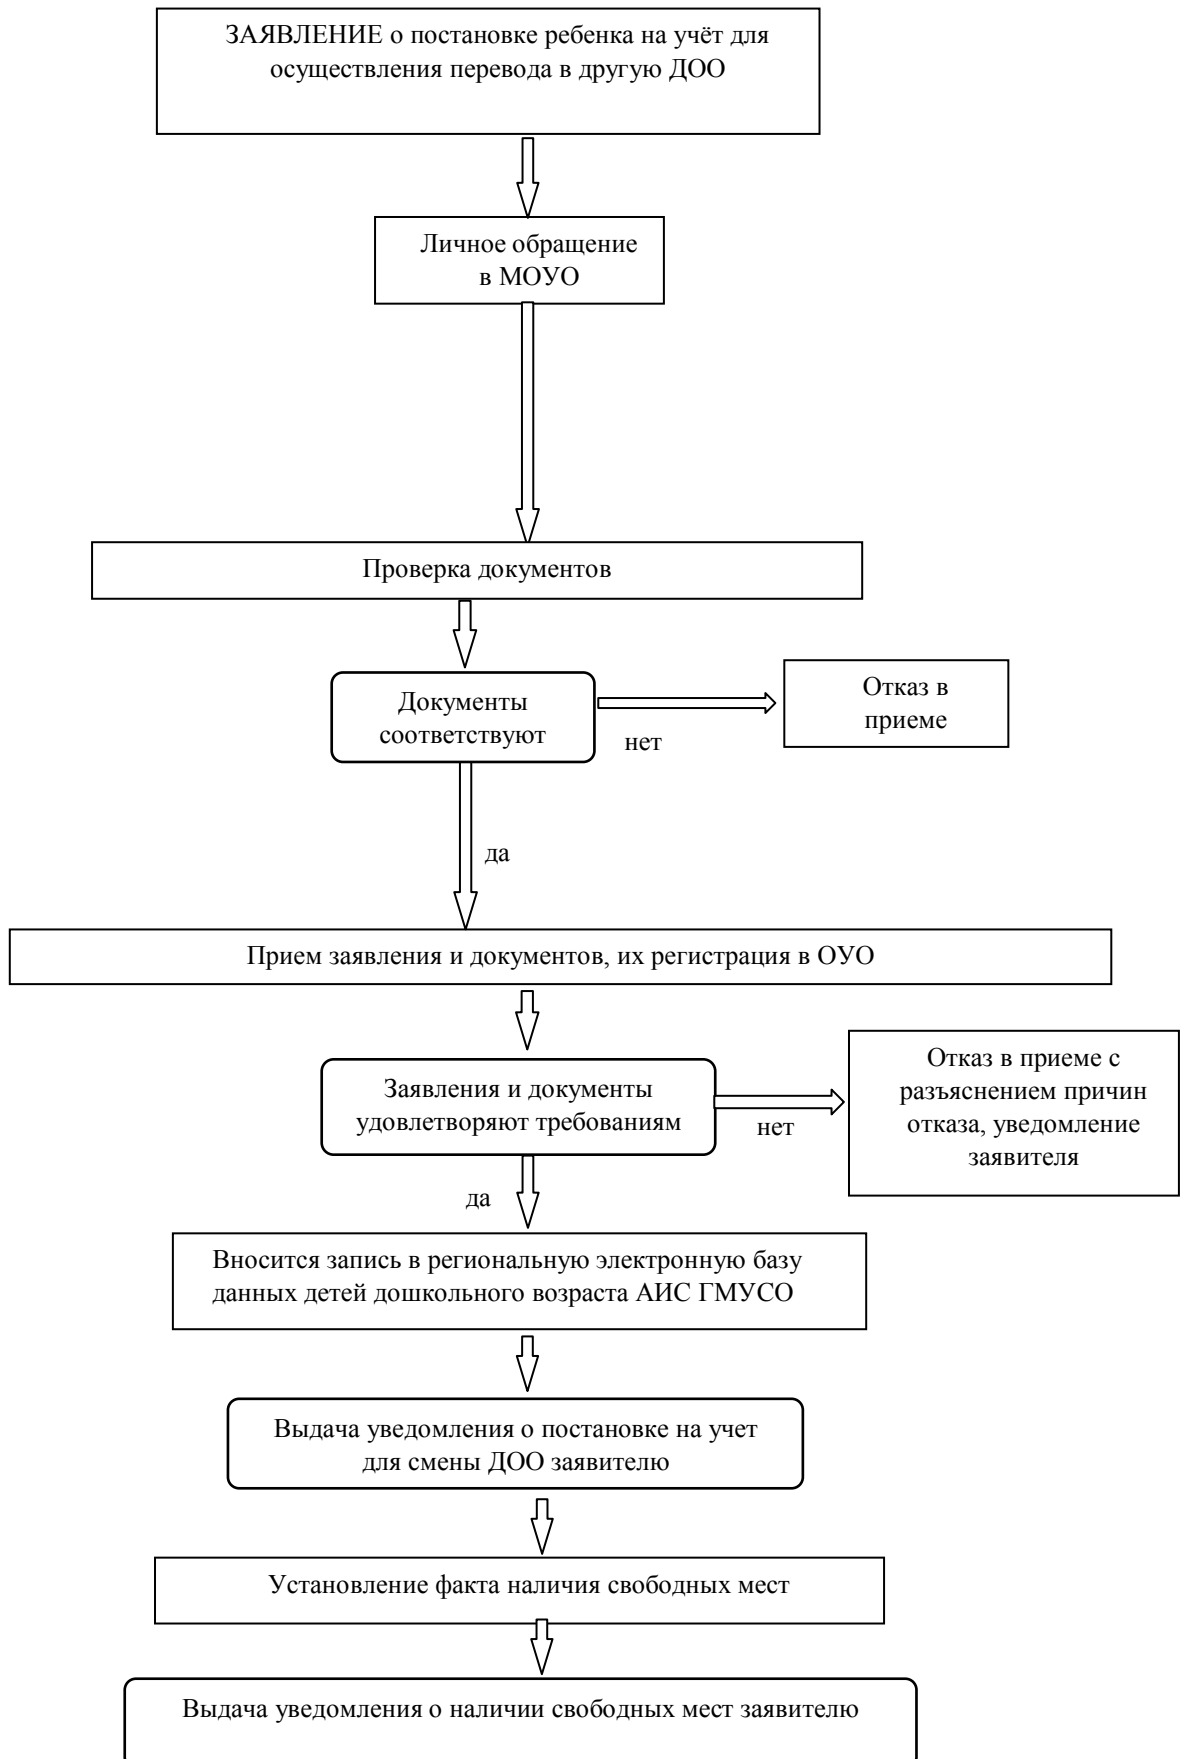 ЗАЯВЛЕНИЕ о постановке ребенка на учёт для
осуществления перевода в другую ДОО
Личное обращение
в МОУО
Проверка документов
Документы
соответствуют
нет
Отказ в
приеме
да
Прием заявления и документов, их регистрация в ОУО
Заявления и документы
удовлетворяют требованиям
нет
Отказ в приеме с
разъяснением причин
отказа, уведомление
заявителя
да
Вносится запись в региональную электронную базу
данных детей дошкольного возраста АИС ГМУСО
Выдача уведомления о постановке на учет
для смены ДОО заявителю
Установление факта наличия свободных мест
Выдача уведомления о наличии свободных мест заявителю